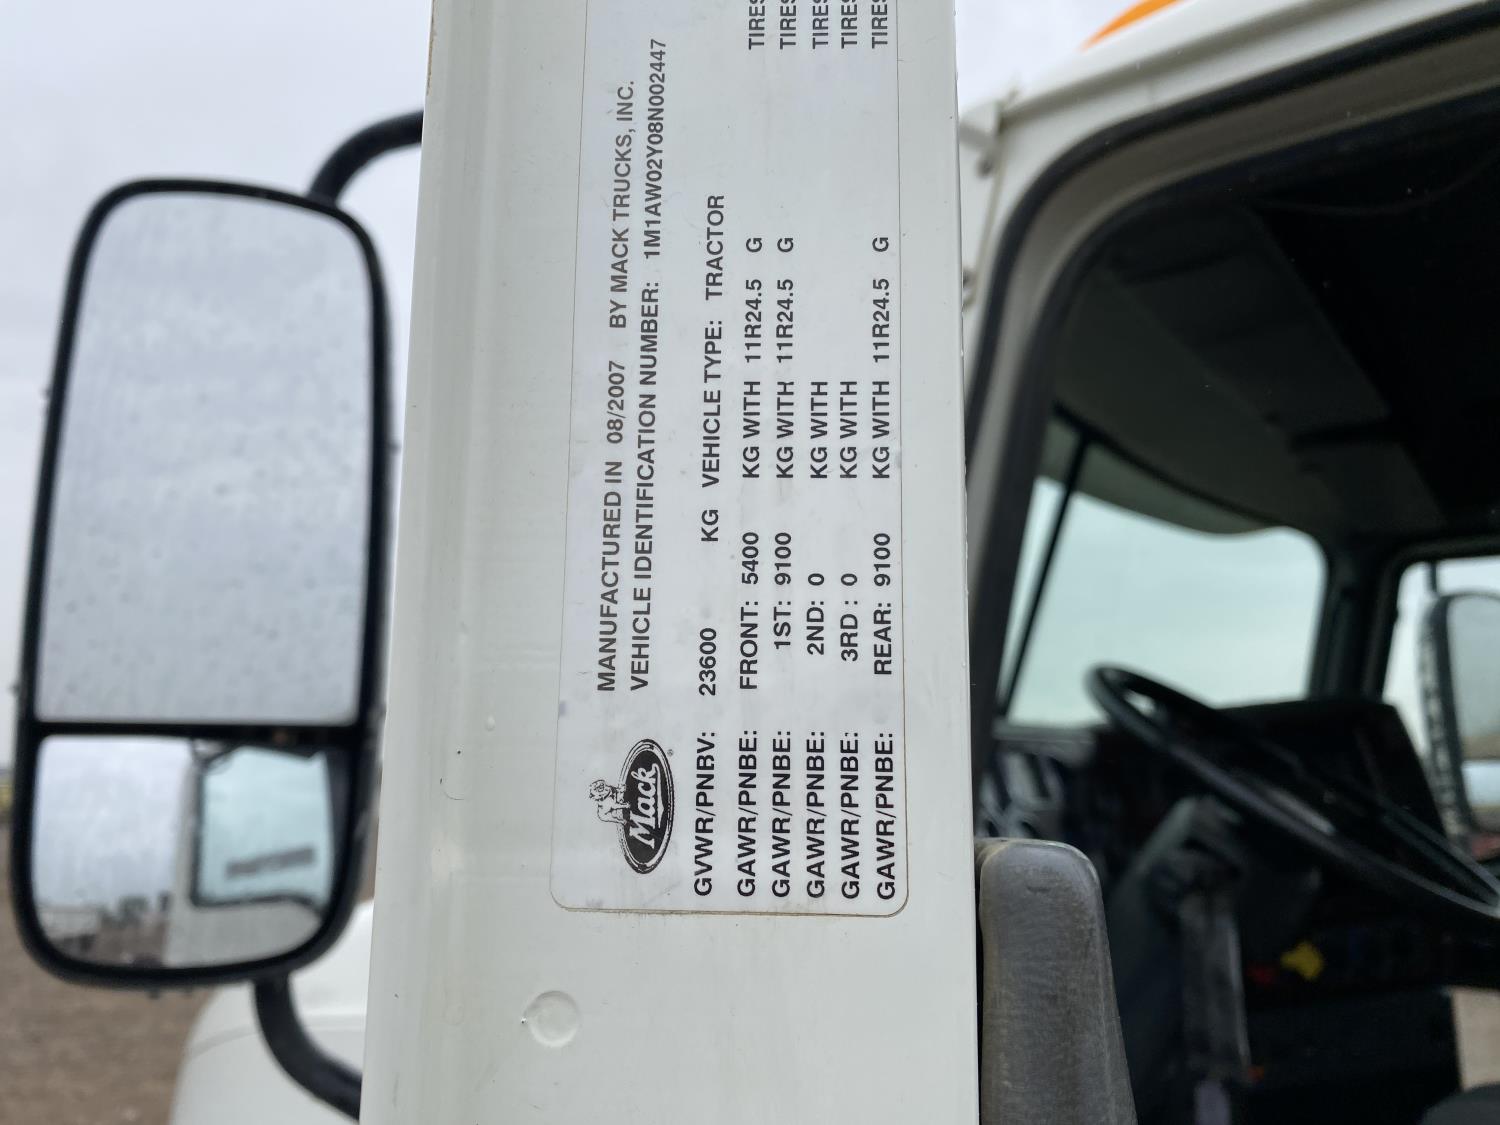 Mack
MANUFACTURED IN 08/2007 BY MACK TRUCKS, INC.
VEHICLE IDENTIFICATION NUMBER: 1M1AW02Y08N002447
GVWR/PNBV: 23600 KG VEHICLE TYPE: TRACTOR
GAWR/PNBE: FRONT: 5400 KG WITH 11R24.5 G TIRES
GAWR/PNBE: 1ST: 9100 KG WITH 11R24.5 G TIRES
GAWR/PNBE: 2ND: 0 KG WITH TIRES
GAWR/PNBE: 3RD : 0 KG WITH TIRES
GAWR/PNBE: REAR: 9100 KG WITH 11R24.5 G TIRES